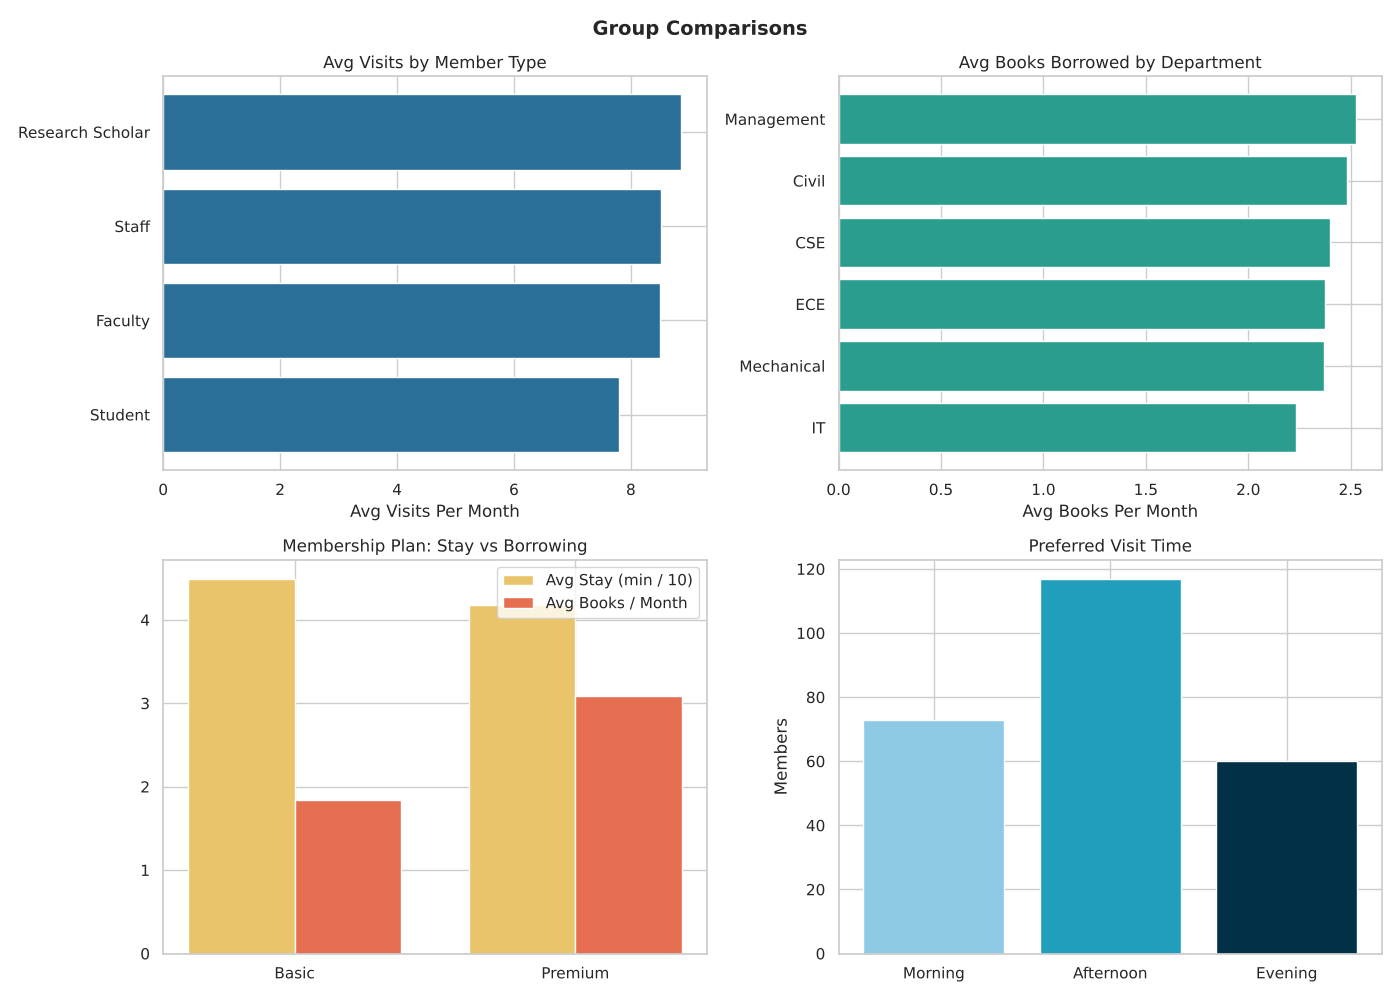 Group Comparisons
Avg Visits by Member Type
Research Scholar
Staff
Faculty
Student
0 2 4 6 8
Avg Visits Per Month
Avg Books Borrowed by Department
Management
Civil
CSE
ECE
Mechanical
IT
0.0 0.5 1.0 1.5 2.0 2.5
Avg Books Per Month
Membership Plan: Stay vs Borrowing
Avg Stay (min / 10)
Avg Books / Month
4
3
2
1
0
Basic Premium
Preferred Visit Time
Members
120
100
80
60
40
20
0
Morning Afternoon Evening